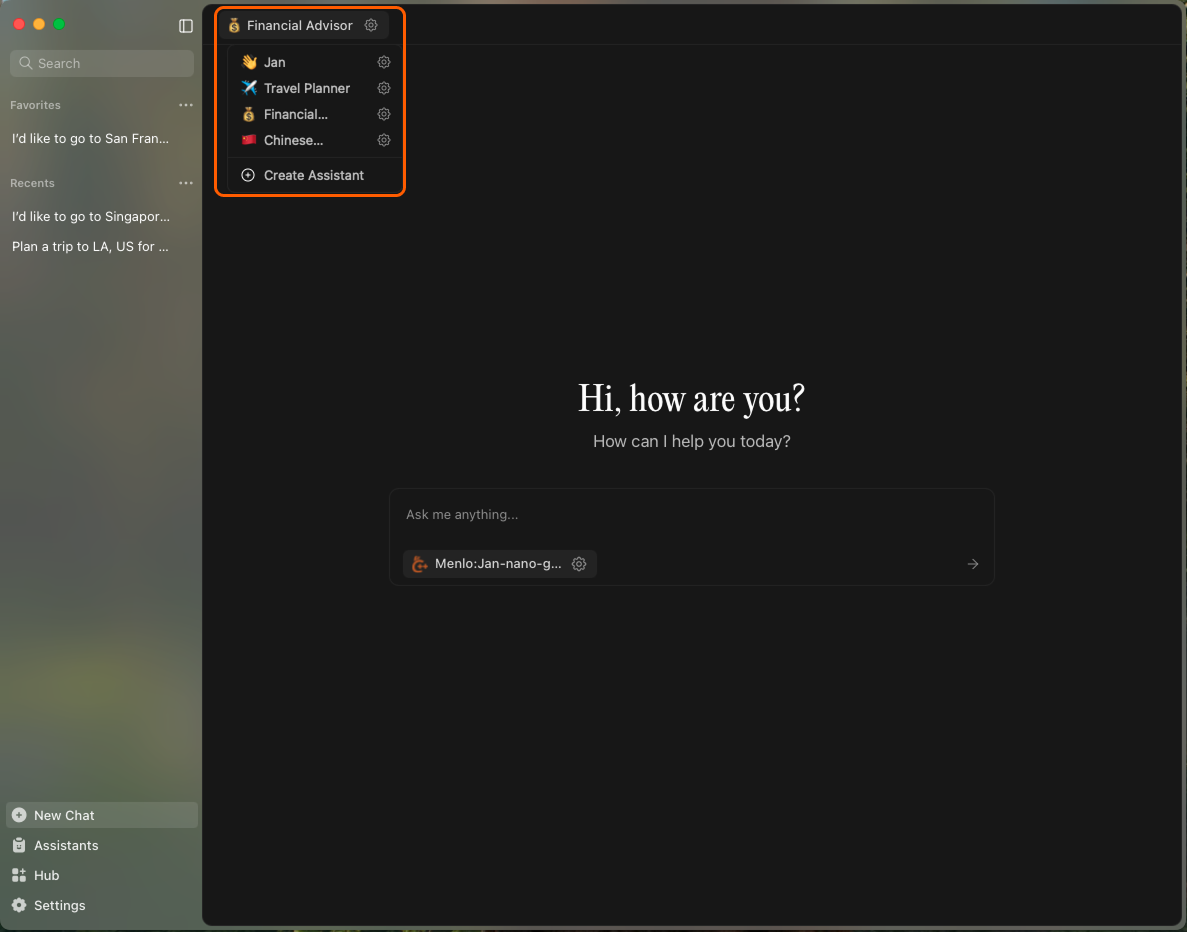 Search
Favorites
I'd like to go to San Fran...
Recents
I'd like to go to Singapor...
Plan a trip to LA, US for ...
New Chat
Assistants
Hub
Settings
Financial Advisor
Jan
Travel Planner
Financial...
Chinese...
Create Assistant
Hi, how are you?
How can I help you today?
Ask me anything...
Menlo:Jan-nano-g...